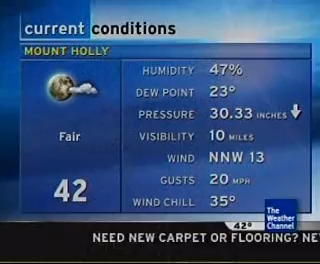 current conditions
MOUNT HOLLY
HUMIDITY 47%
DEW POINT 23°
PRESSURE 30.33 INCHES
VISIBILITY 10 MILES
Fair
WIND NNW 13
42
GUSTS 20 MPH
WIND CHILL 35°
The
Weather
Channel
42°
NEED NEW CARPET OR FLOORING? NE